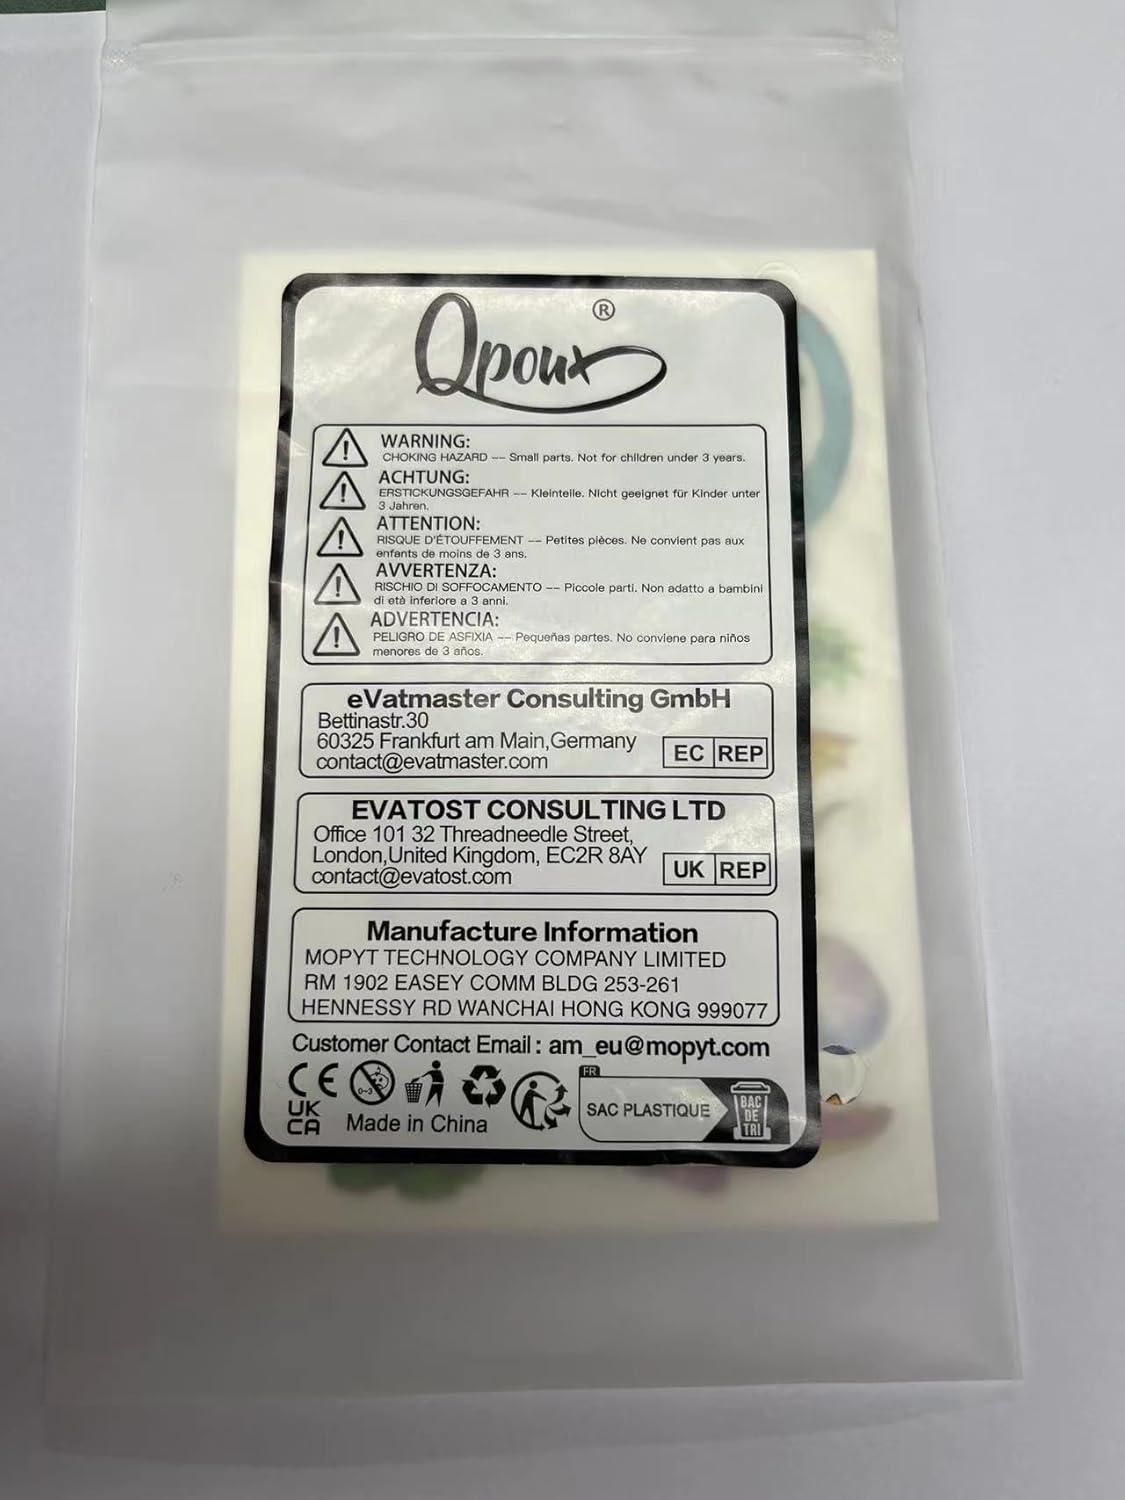 Qpoux®
WARNING:
CHOKING HAZARD -- Small parts. Not for children under 3 years.
ACHTUNG:
ERSTICKUNGSGEFAHR -- Kleinteile. Nicht geeignet für Kinder unter
3 Jahren.
ATTENTION:
RISQUE D'ÉTOUFFEMENT -- Petites pièces. Ne convient pas aux
enfants de moins de 3 ans.
AVVERTENZA:
RISCHIO DI SOFFOCAMENTO -- Piccole parti. Non adatto a bambini
di età inferiore a 3 anni.
ADVERTENCIA:
PELIGRO DE ASFIXIA -- Pequeñas partes. No conviene para niños
menores de 3 años.
eVatmaster Consulting GmbH
Bettinastr.30
60325 Frankfurt am Main,Germany
contact@evatmaster.com
EC REP
EVATOST CONSULTING LTD
Office 101 32 Threadneedle Street,
London,United Kingdom, EC2R 8AY
contact@evatost.com
UK REP
Manufacture Information
MOPYT TECHNOLOGY COMPANY LIMITED
RM 1902 EASEY COMM BLDG 253-261
HENNESSY RD WANCHAI HONG KONG 999077
Customer Contact Email: am_eu@mopyt.com
CE
0-3
UK
CA
Made in China
FR
SAC PLASTIQUE
BAC
DE
TRI